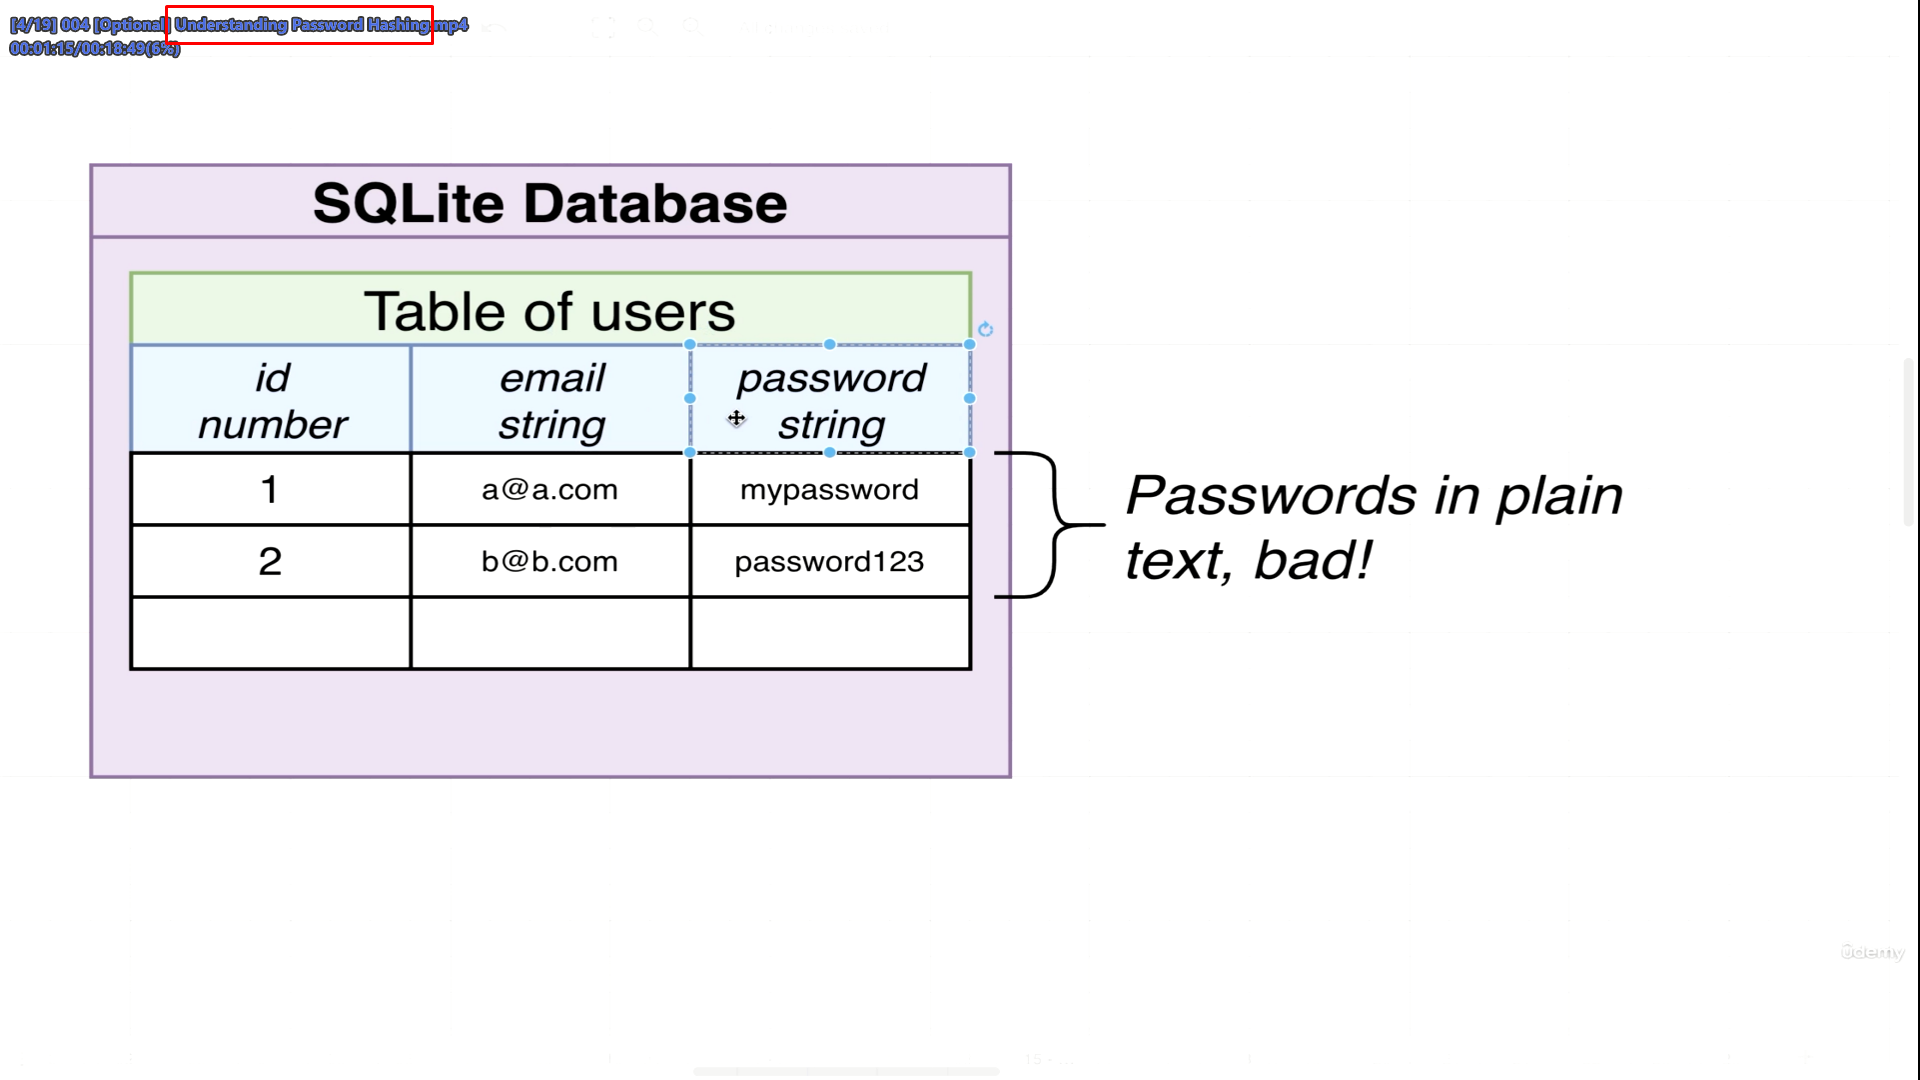 [4/19] 004 [Optional] Understanding Password Hashing.mp4
00:01:15/00:18:49(6%)
SQLite Database
Table of users
id
number
email
string
password
string
1
a@a.com
mypassword
2
b@b.com
password123
Passwords in plain
text, bad!
ûdemy